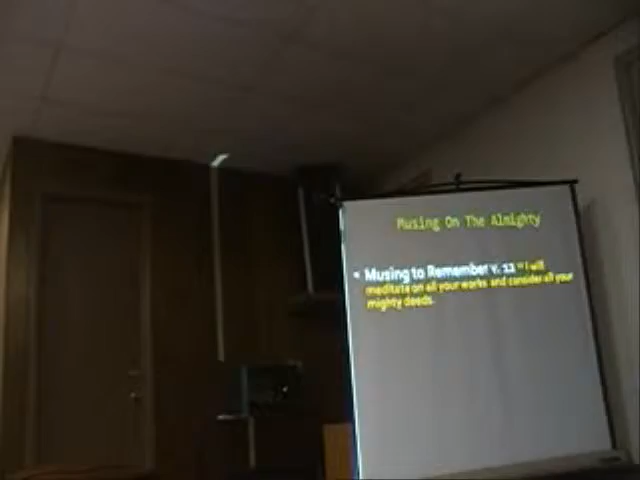 Musing On The Almighty
• Musing to Remember v. 12 "I will
meditate on all your works and consider all your
mighty deeds.